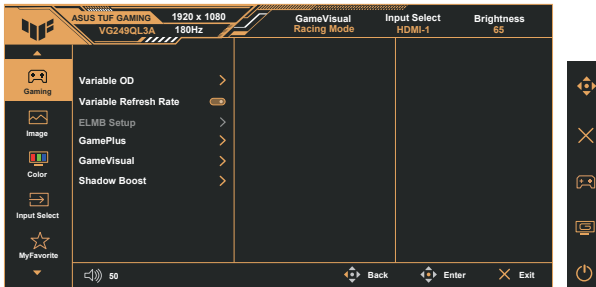 ASUS TUF GAMING 1920 x 1080
VG249QL3A 180Hz
GameVisual
Racing Mode
Input Select
HDMI-1
Brightness
65
Gaming
Image
Color
Input Select
MyFavorite
Variable OD
Variable Refresh Rate
ELMB Setup
GamePlus
GameVisual
Shadow Boost
50
Back
Enter
Exit